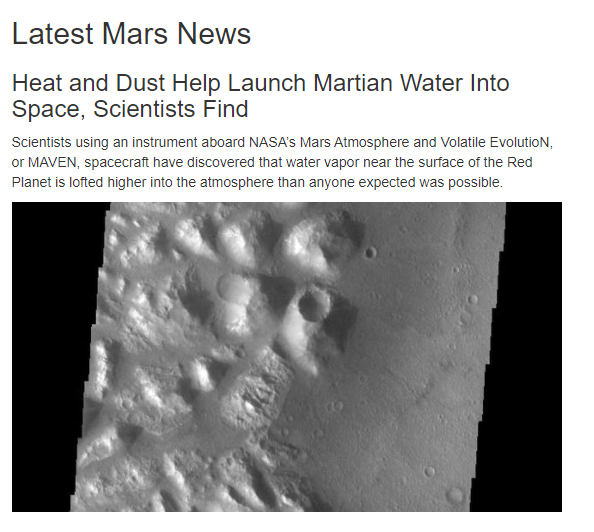 Latest Mars News
Heat and Dust Help Launch Martian Water Into
Space, Scientists Find
Scientists using an instrument aboard NASA's Mars Atmosphere and Volatile EvolutioN,
or MAVEN, spacecraft have discovered that water vapor near the surface of the Red
Planet is lofted higher into the atmosphere than anyone expected was possible.